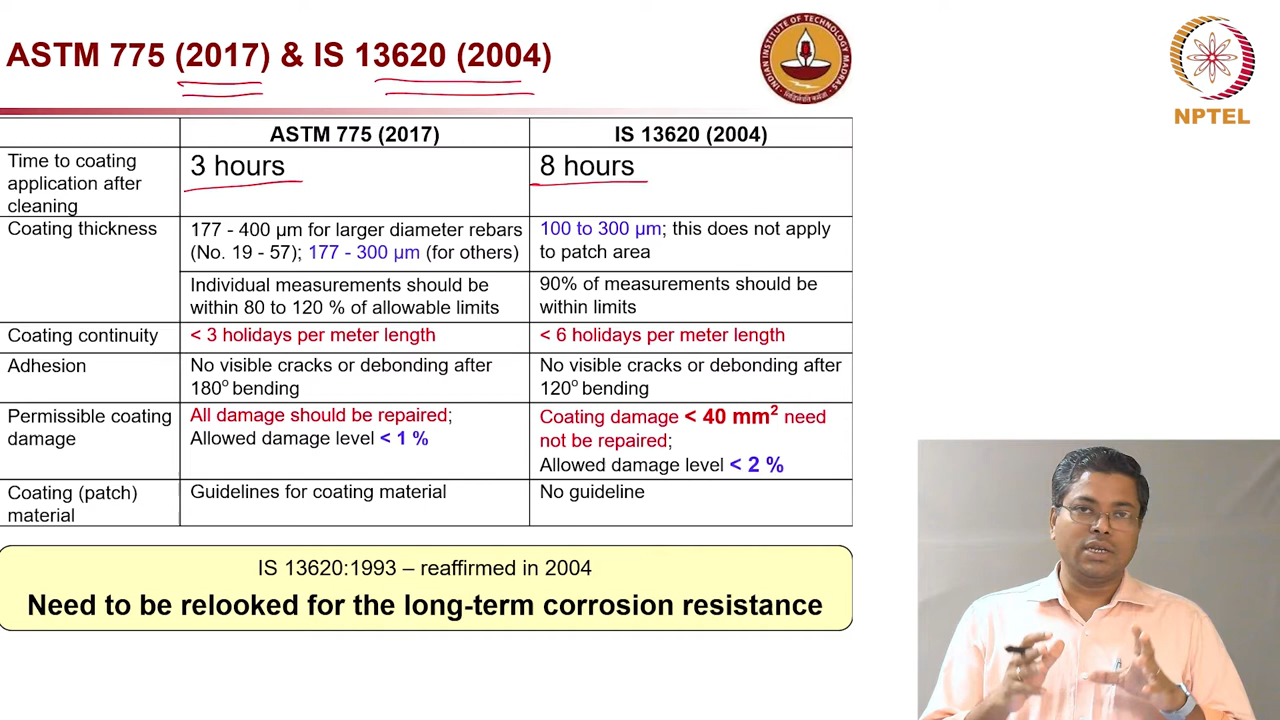 ASTM 775 (2017) & IS 13620 (2004)
INDIAN INSTITUTE OF TECHNOLOGY MADRAS
NPTEL
ASTM 775 (2017)
IS 13620 (2004)
Time to coating
application after
cleaning
3 hours
8 hours
Coating thickness
177 - 400 µm for larger diameter rebars
(No. 19 - 57); 177 - 300 µm (for others)
100 to 300 µm; this does not apply
to patch area
Individual measurements should be
within 80 to 120 % of allowable limits
90% of measurements should be
within limits
Coating continuity
< 3 holidays per meter length
< 6 holidays per meter length
Adhesion
No visible cracks or debonding after
180° bending
No visible cracks or debonding after
120° bending
Permissible coating
damage
All damage should be repaired;
Allowed damage level < 1 %
Coating damage < 40 mm² need
not be repaired;
Allowed damage level < 2 %
Coating (patch)
material
Guidelines for coating material
No guideline
IS 13620:1993 – reaffirmed in 2004
Need to be relooked for the long-term corrosion resistance